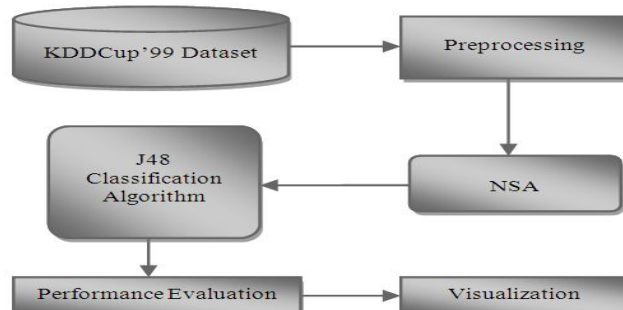 KDDCup'99 Dataset
Preprocessing
NSA
J48
Classification
Algorithm
Performance Evaluation
Visualization